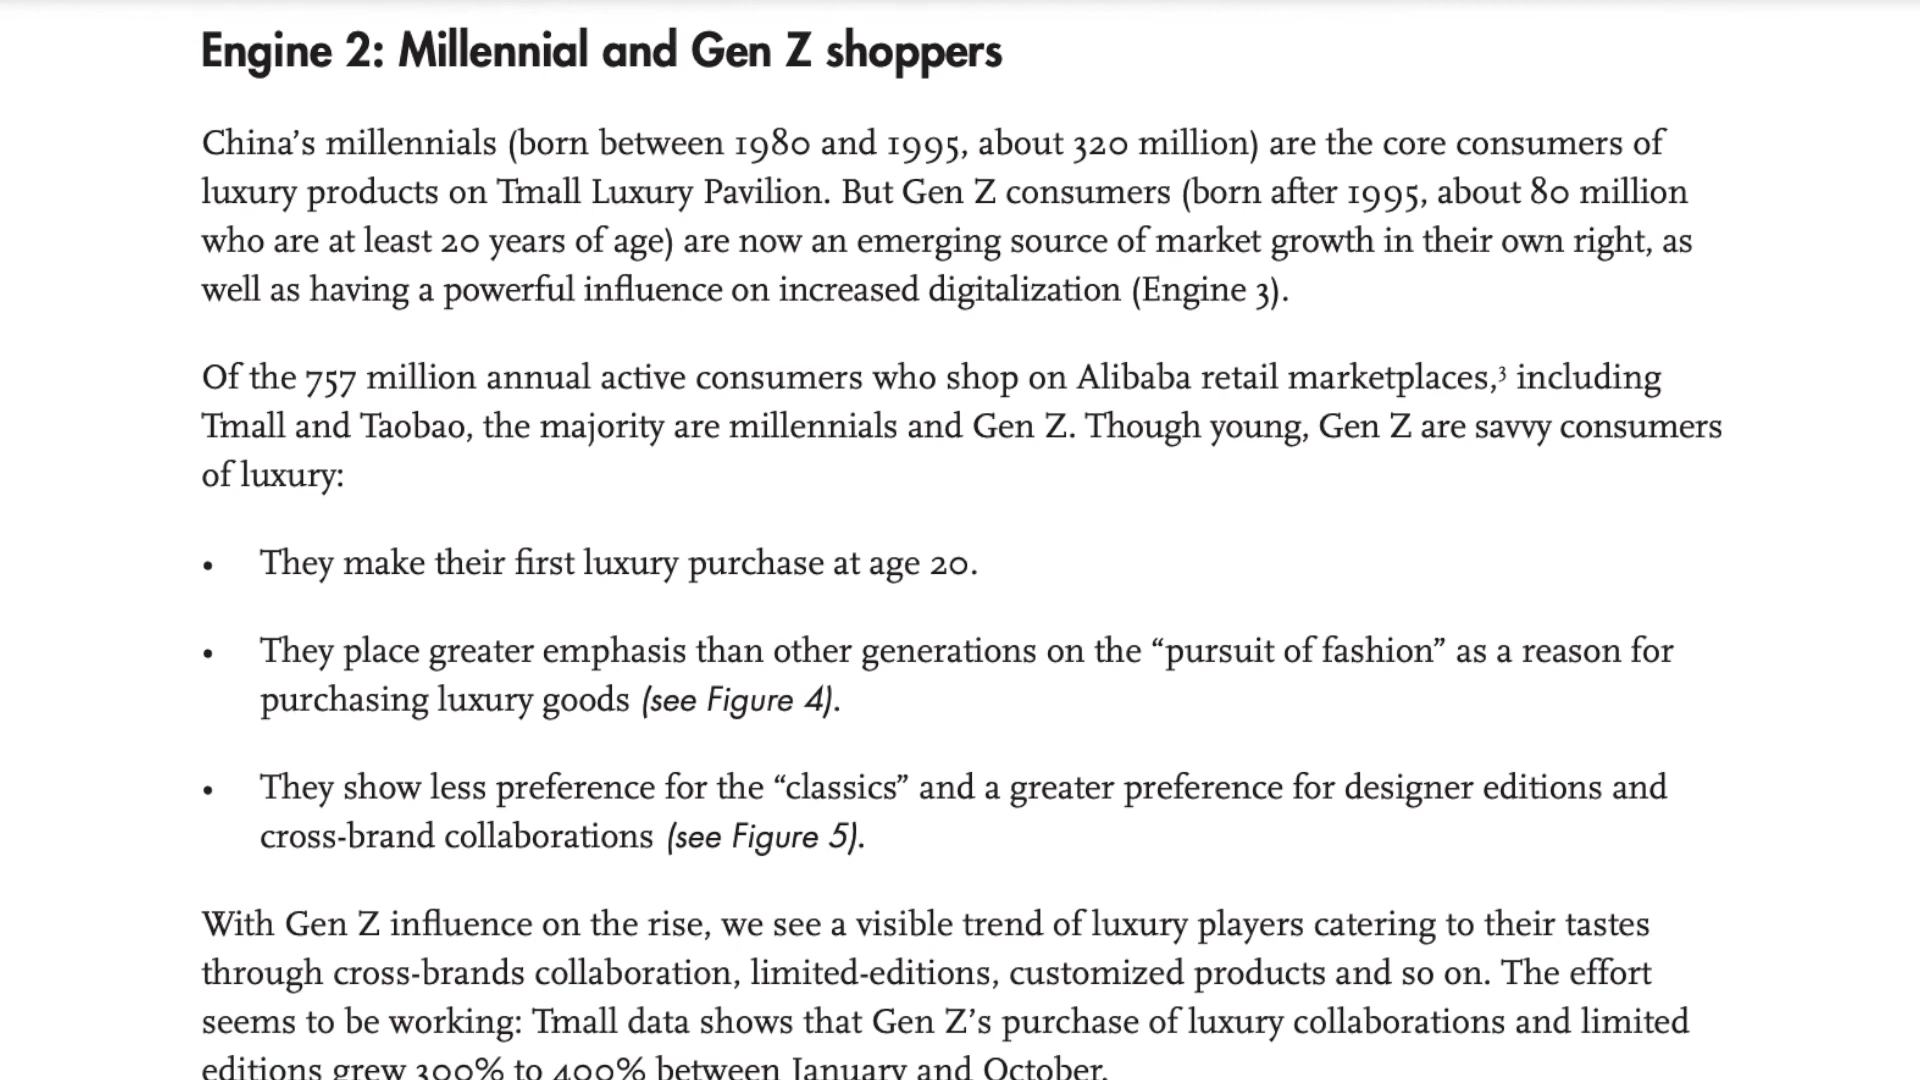 Engine 2: Millennial and Gen Z shoppers
China’s millennials (born between 1980 and 1995, about 320 million) are the core consumers of
luxury products on Tmall Luxury Pavilion. But Gen Z consumers (born after 1995, about 80 million
who are at least 20 years of age) are now an emerging source of market growth in their own right, as
well as having a powerful influence on increased digitalization (Engine 3).
Of the 757 million annual active consumers who shop on Alibaba retail marketplaces,³ including
Tmall and Taobao, the majority are millennials and Gen Z. Though young, Gen Z are savvy consumers
of luxury:
• They make their first luxury purchase at age 20.
• They place greater emphasis than other generations on the “pursuit of fashion” as a reason for
purchasing luxury goods (see Figure 4).
• They show less preference for the “classics” and a greater preference for designer editions and
cross-brand collaborations (see Figure 5).
With Gen Z influence on the rise, we see a visible trend of luxury players catering to their tastes
through cross-brands collaboration, limited-editions, customized products and so on. The effort
seems to be working: Tmall data shows that Gen Z’s purchase of luxury collaborations and limited
editions grew 300% to 400% between January and October.